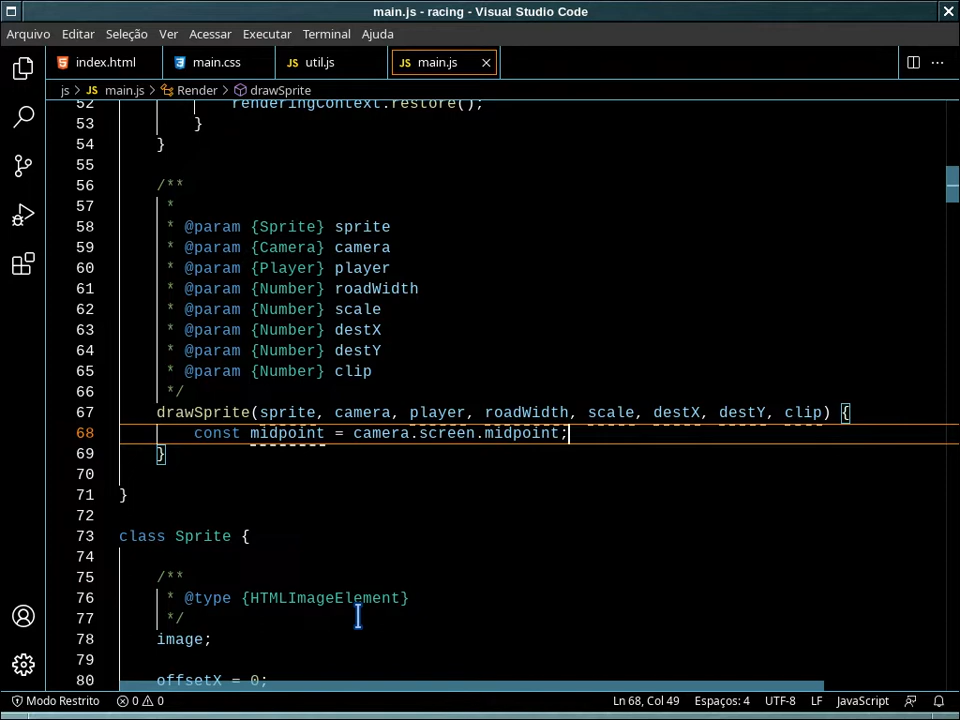 main.js - racing - Visual Studio Code
Arquivo Editar Seleção Ver Acessar Executar Terminal Ajuda
index.html main.css JS util.js JS main.js
js > JS main.js > Render > drawSprite
52 renderingContext.restore();
53 }
54 }
55
56 /**
57 *
58 * @param {Sprite} sprite
59 * @param {Camera} camera
60 * @param {Player} player
61 * @param {Number} roadWidth
62 * @param {Number} scale
63 * @param {Number} destX
64 * @param {Number} destY
65 * @param {Number} clip
66 */
67 drawSprite(sprite, camera, player, roadWidth, scale, destX, destY, clip) {
68 const midpoint = camera.screen.midpoint;
69 }
70
71 }
72
73 class Sprite {
74
75 /**
76 * @type {HTMLImageElement}
77 */
78 image;
79
80 offsetX = 0;
Modo Restrito 0 0 Ln 68, Col 49 Espaços: 4 UTF-8 LF JavaScript